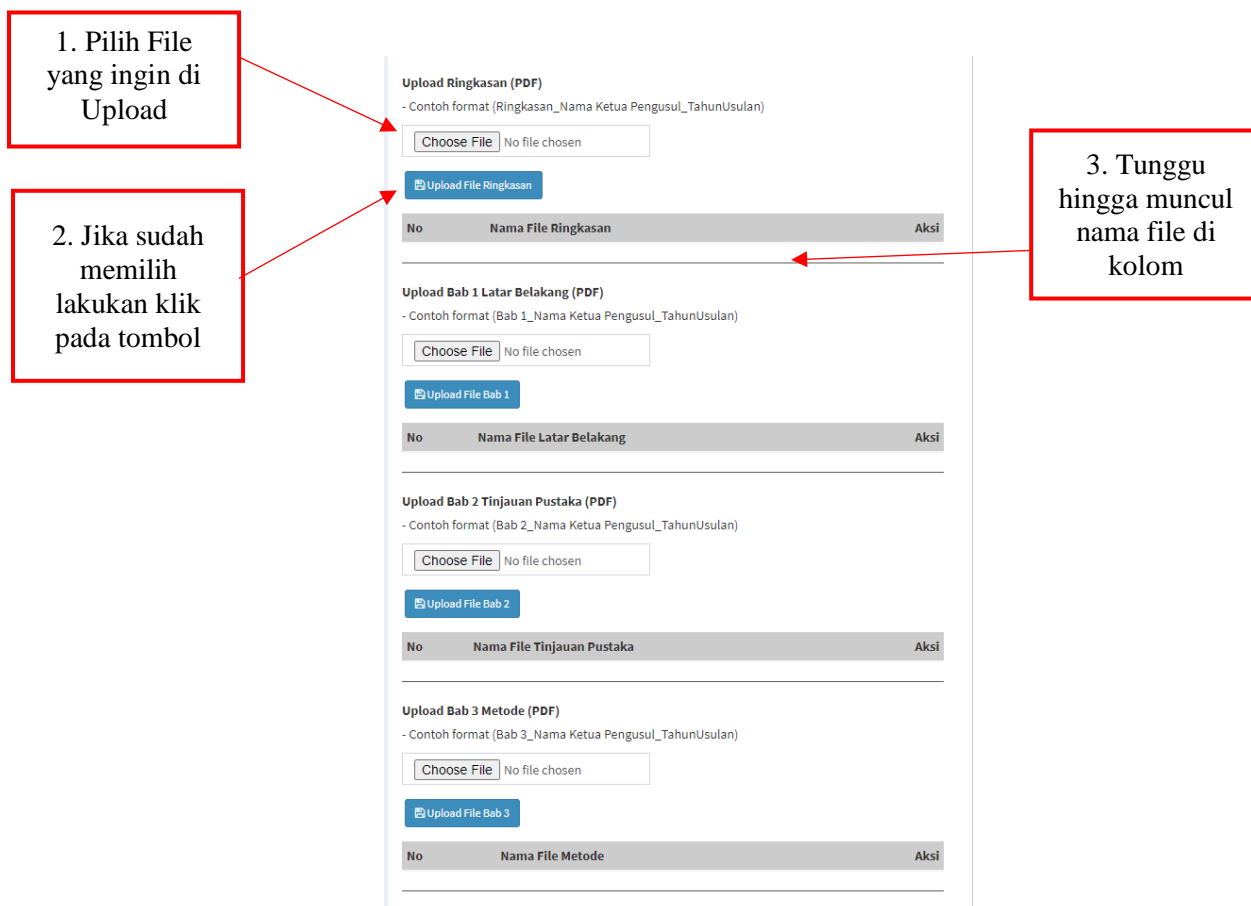 1. Pilih File
yang ingin di
Upload
2. Jika sudah
memilih
lakukan klik
pada tombol
Upload Ringkasan (PDF)
- Contoh format (Ringkasan_Nama Ketua Pengusul_TahunUsulan)
Choose File No file chosen
Upload File Ringkasan
No Nama File Ringkasan Aksi
3. Tunggu
hingga muncul
nama file di
kolom
Upload Bab 1 Latar Belakang (PDF)
- Contoh format (Bab 1_Nama Ketua Pengusul_TahunUsulan)
Choose File No file chosen
Upload File Bab 1
No Nama File Latar Belakang Aksi
Upload Bab 2 Tinjauan Pustaka (PDF)
- Contoh format (Bab 2_Nama Ketua Pengusul_TahunUsulan)
Choose File No file chosen
Upload File Bab 2
No Nama File Tinjauan Pustaka Aksi
Upload Bab 3 Metode (PDF)
- Contoh format (Bab 3_Nama Ketua Pengusul_TahunUsulan)
Choose File No file chosen
Upload File Bab 3
No Nama File Metode Aksi